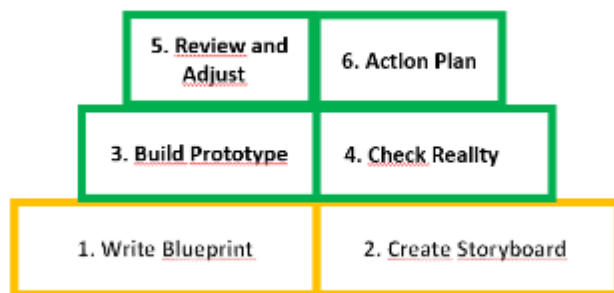 5. Review and
Adjust
6. Action Plan
3. Build Prototype
4. Check Reality
1. Write Blueprint
2. Create Storyboard